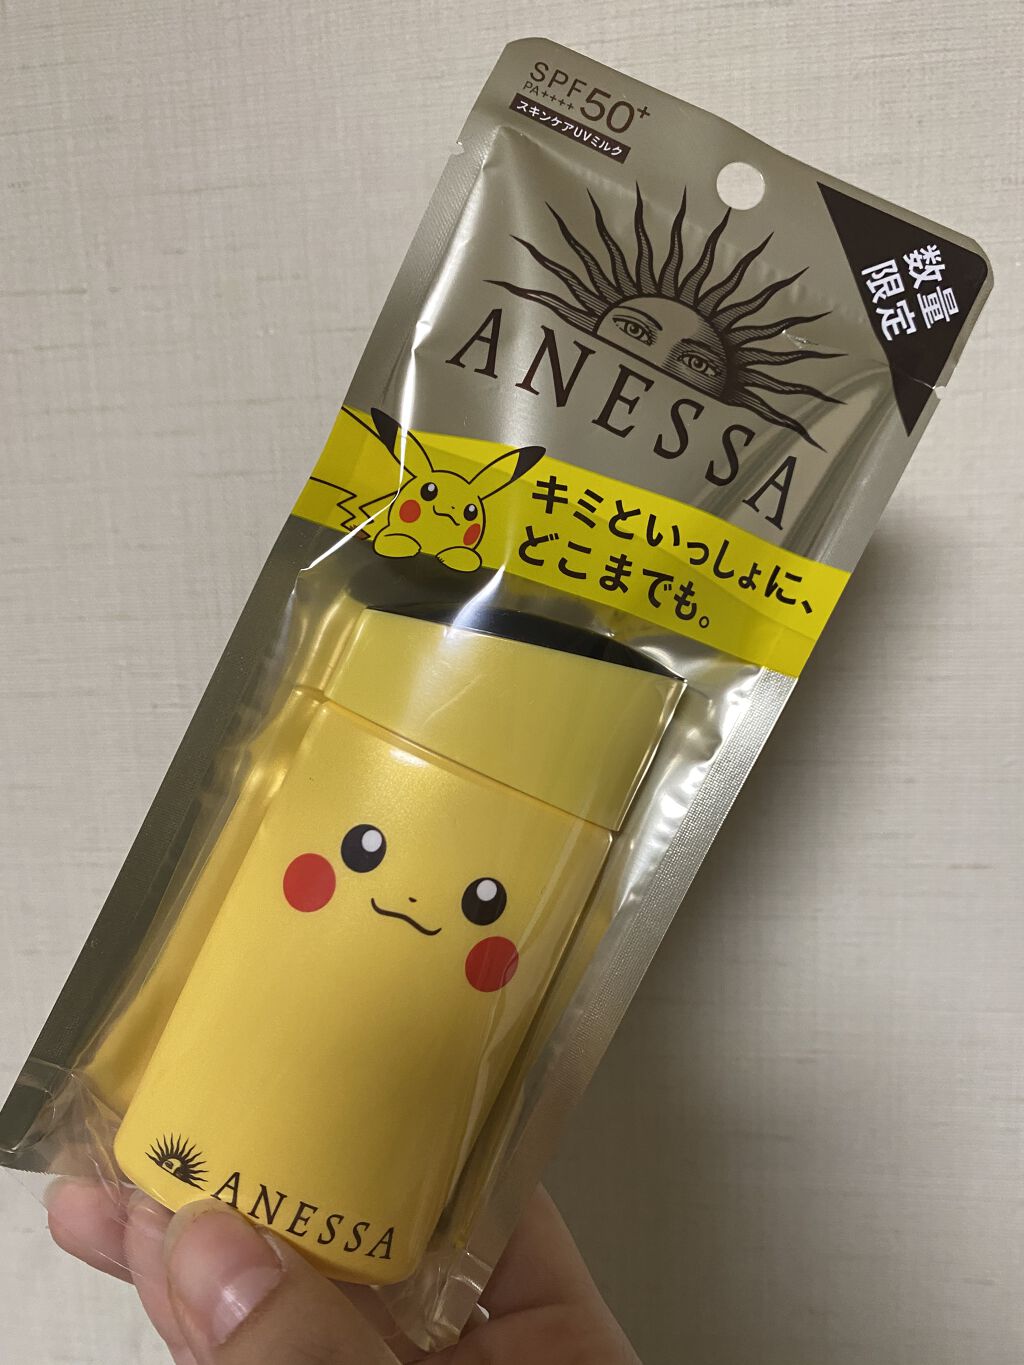 SPF50+
PA++++
スキンケアUVミルク
数量
限定
ANESSA
キミといっしょに、
どこまでも。
ANESSA